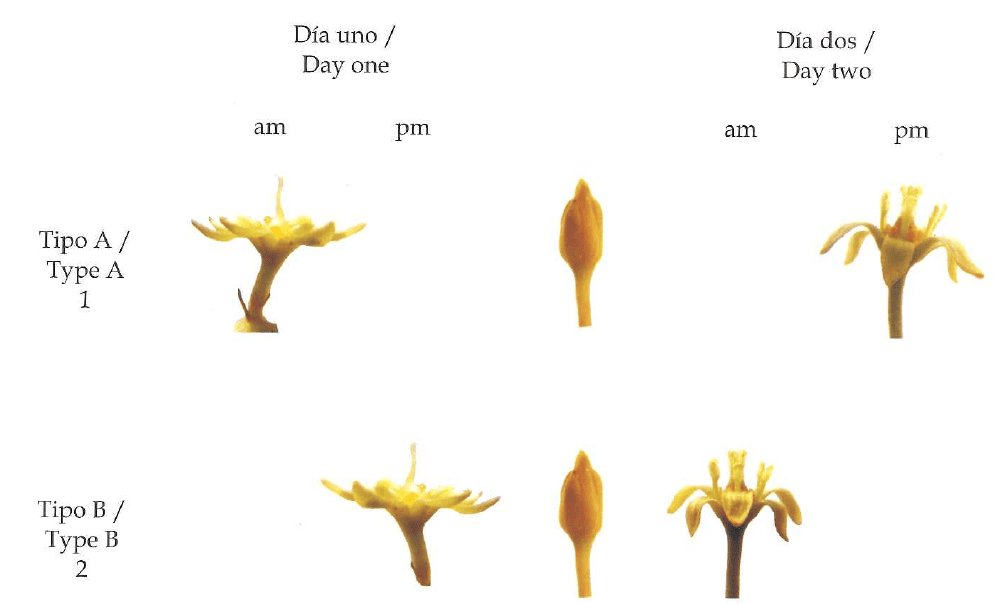 Día uno /
Day one
Día dos /
Day two
am
pm
am
pm
Tipo A /
Type A
1
Tipo B /
Type B
2